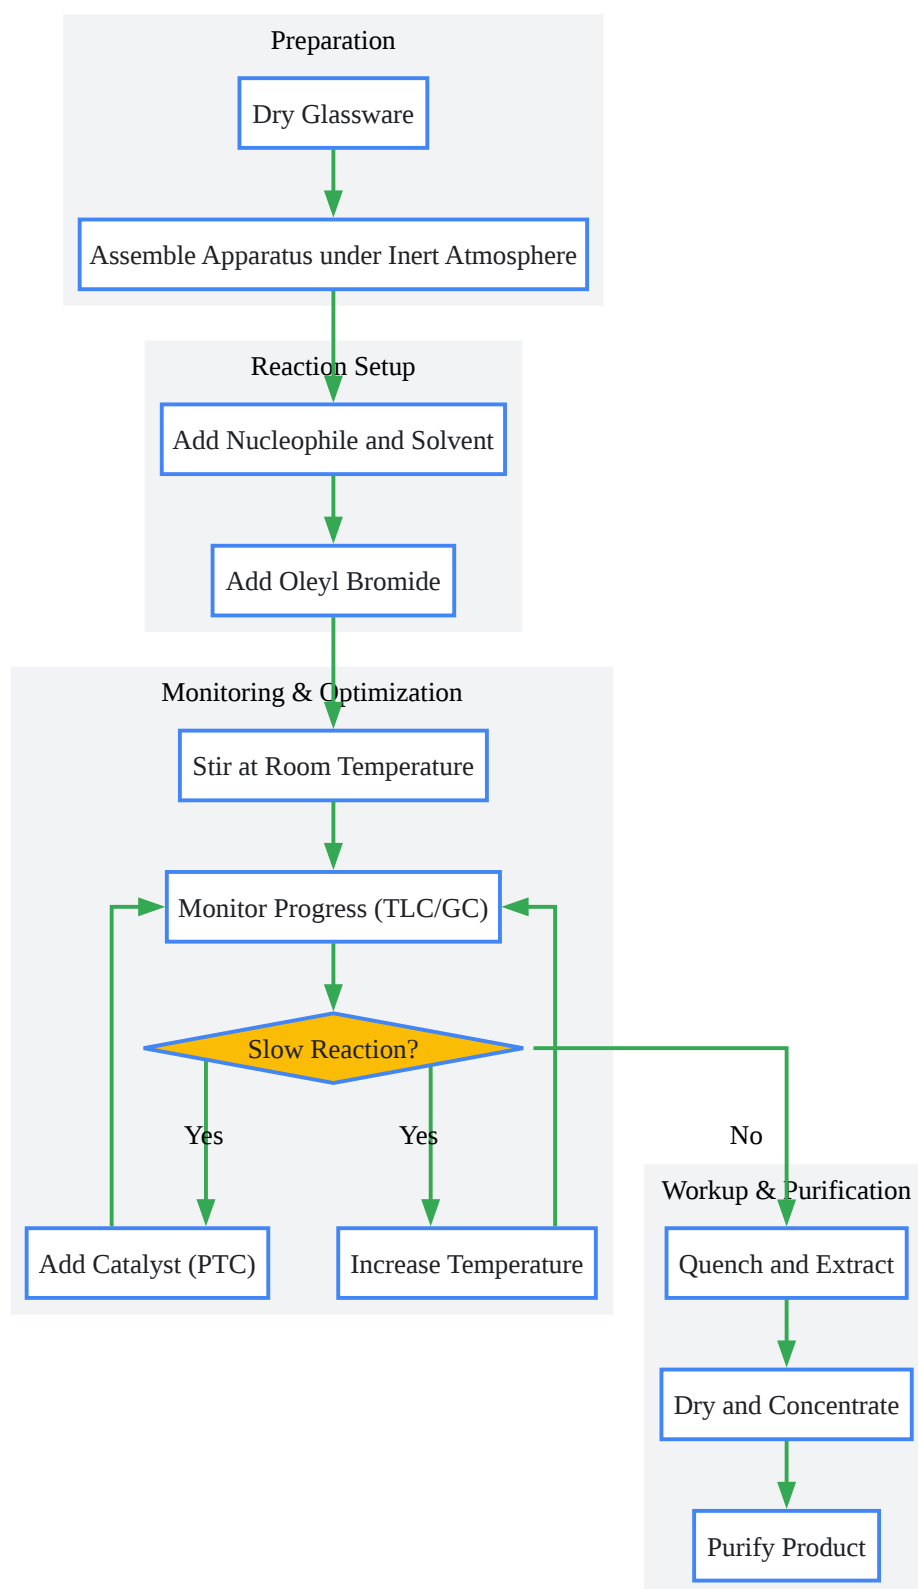 Preparation
Dry Glassware
Assemble Apparatus under Inert Atmosphere
Reaction Setup
Add Nucleophile and Solvent
Add Oleyl Bromide
Monitoring & Optimization
Stir at Room Temperature
Monitor Progress (TLC/GC)
Slow Reaction?
Yes
Yes
No
Add Catalyst (PTC)
Increase Temperature
Workup & Purification
Quench and Extract
Dry and Concentrate
Purify Product